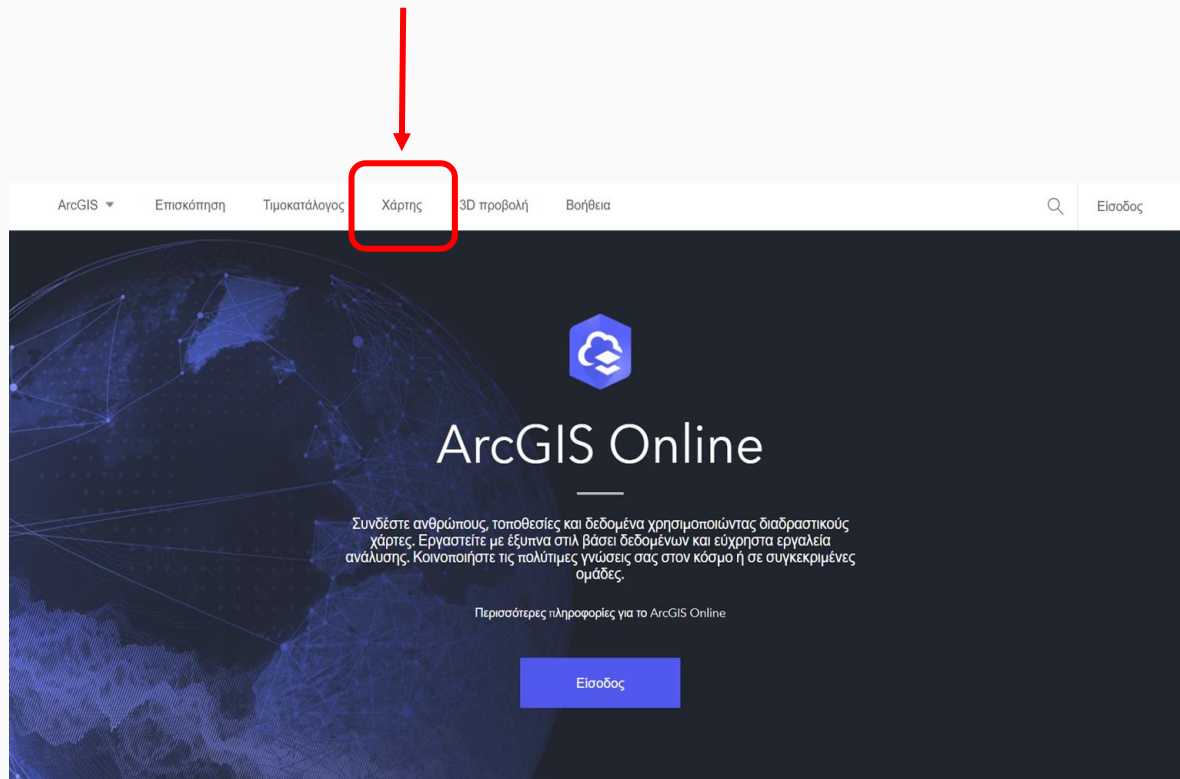 ArcGIS
Επισκόπηση
Τιμοκατάλογος
Χάρτης
3D προβολή
Βοήθεια
Είσοδος
ArcGIS Online
Συνδέστε ανθρώπους, τοποθεσίες και δεδομένα χρησιμοποιώντας διαδραστικούς
χάρτες. Εργαστείτε με έξυπνα στιλ βάσει δεδομένων και εύχρηστα εργαλεία
ανάλυσης. Κοινοποιήστε τις πολύτιμες γνώσεις σας στον κόσμο ή σε συγκεκριμένες
ομάδες.
Περισσότερες πληροφορίες για το ArcGIS Online
Είσοδος